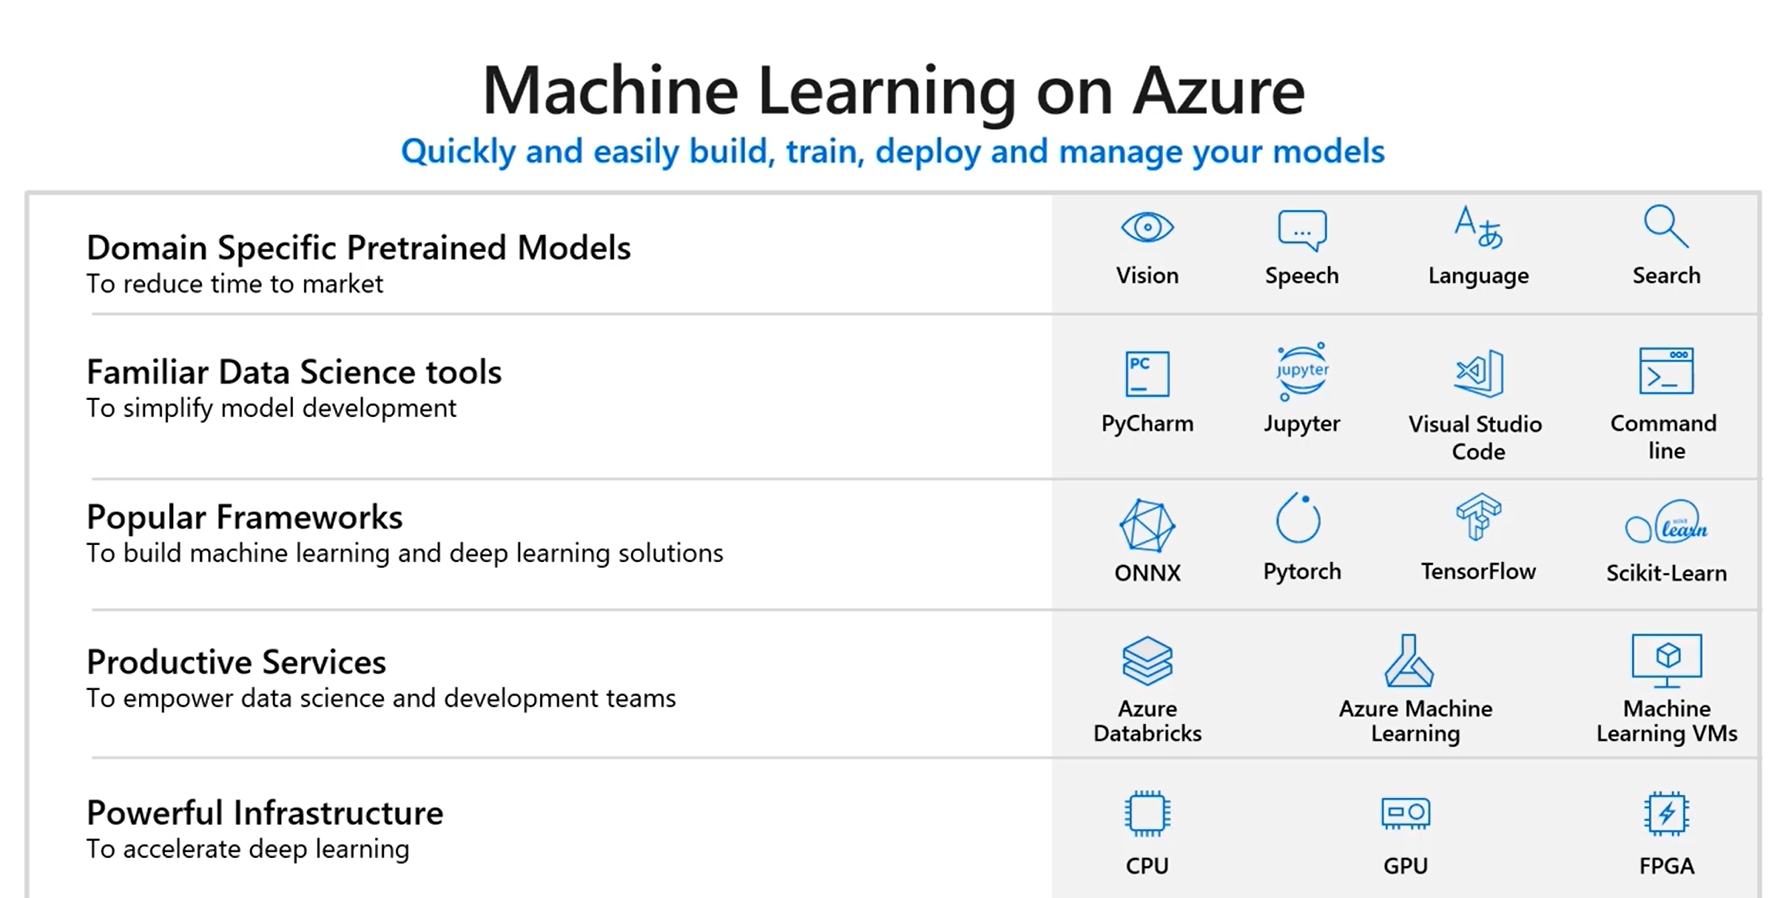 Machine Learning on Azure
Quickly and easily build, train, deploy and manage your models
Domain Specific Pretrained Models
To reduce time to market
Vision
Speech
A あ
Language
Search
Familiar Data Science tools
To simplify model development
PC
PyCharm
jupyter
Jupyter
Visual Studio
Code
Command
line
Popular Frameworks
To build machine learning and deep learning solutions
ONNX
Pytorch
TensorFlow
scikit
learn
Scikit-Learn
Productive Services
To empower data science and development teams
Azure
Databricks
Azure Machine
Learning
Machine
Learning VMs
Powerful Infrastructure
To accelerate deep learning
CPU
GPU
FPGA